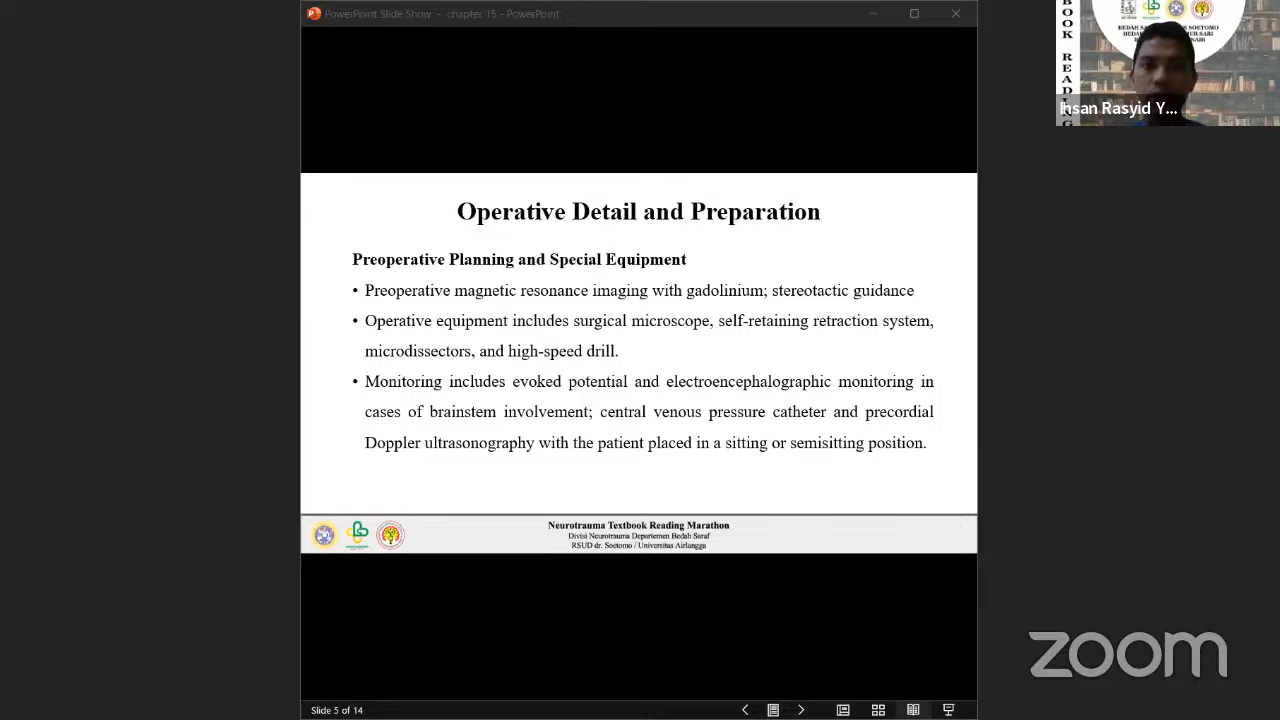 PowerPoint Slide Show - chapter 15 - PowerPoint
BOOK READING
Ihsan Rasyid Y...
Operative Detail and Preparation
Preoperative Planning and Special Equipment
• Preoperative magnetic resonance imaging with gadolinium; stereotactic guidance
• Operative equipment includes surgical microscope, self-retaining retraction system,
microdissectors, and high-speed drill.
• Monitoring includes evoked potential and electroencephalographic monitoring in
cases of brainstem involvement; central venous pressure catheter and precordial
Doppler ultrasonography with the patient placed in a sitting or semisitting position.
Neurotrauma Textbook Reading Marathon
Divisi Neurotrauma Departemen Bedah Saraf
RSUD dr. Soetomo / Universitas Airlangga
zoom
Slide 5 of 14